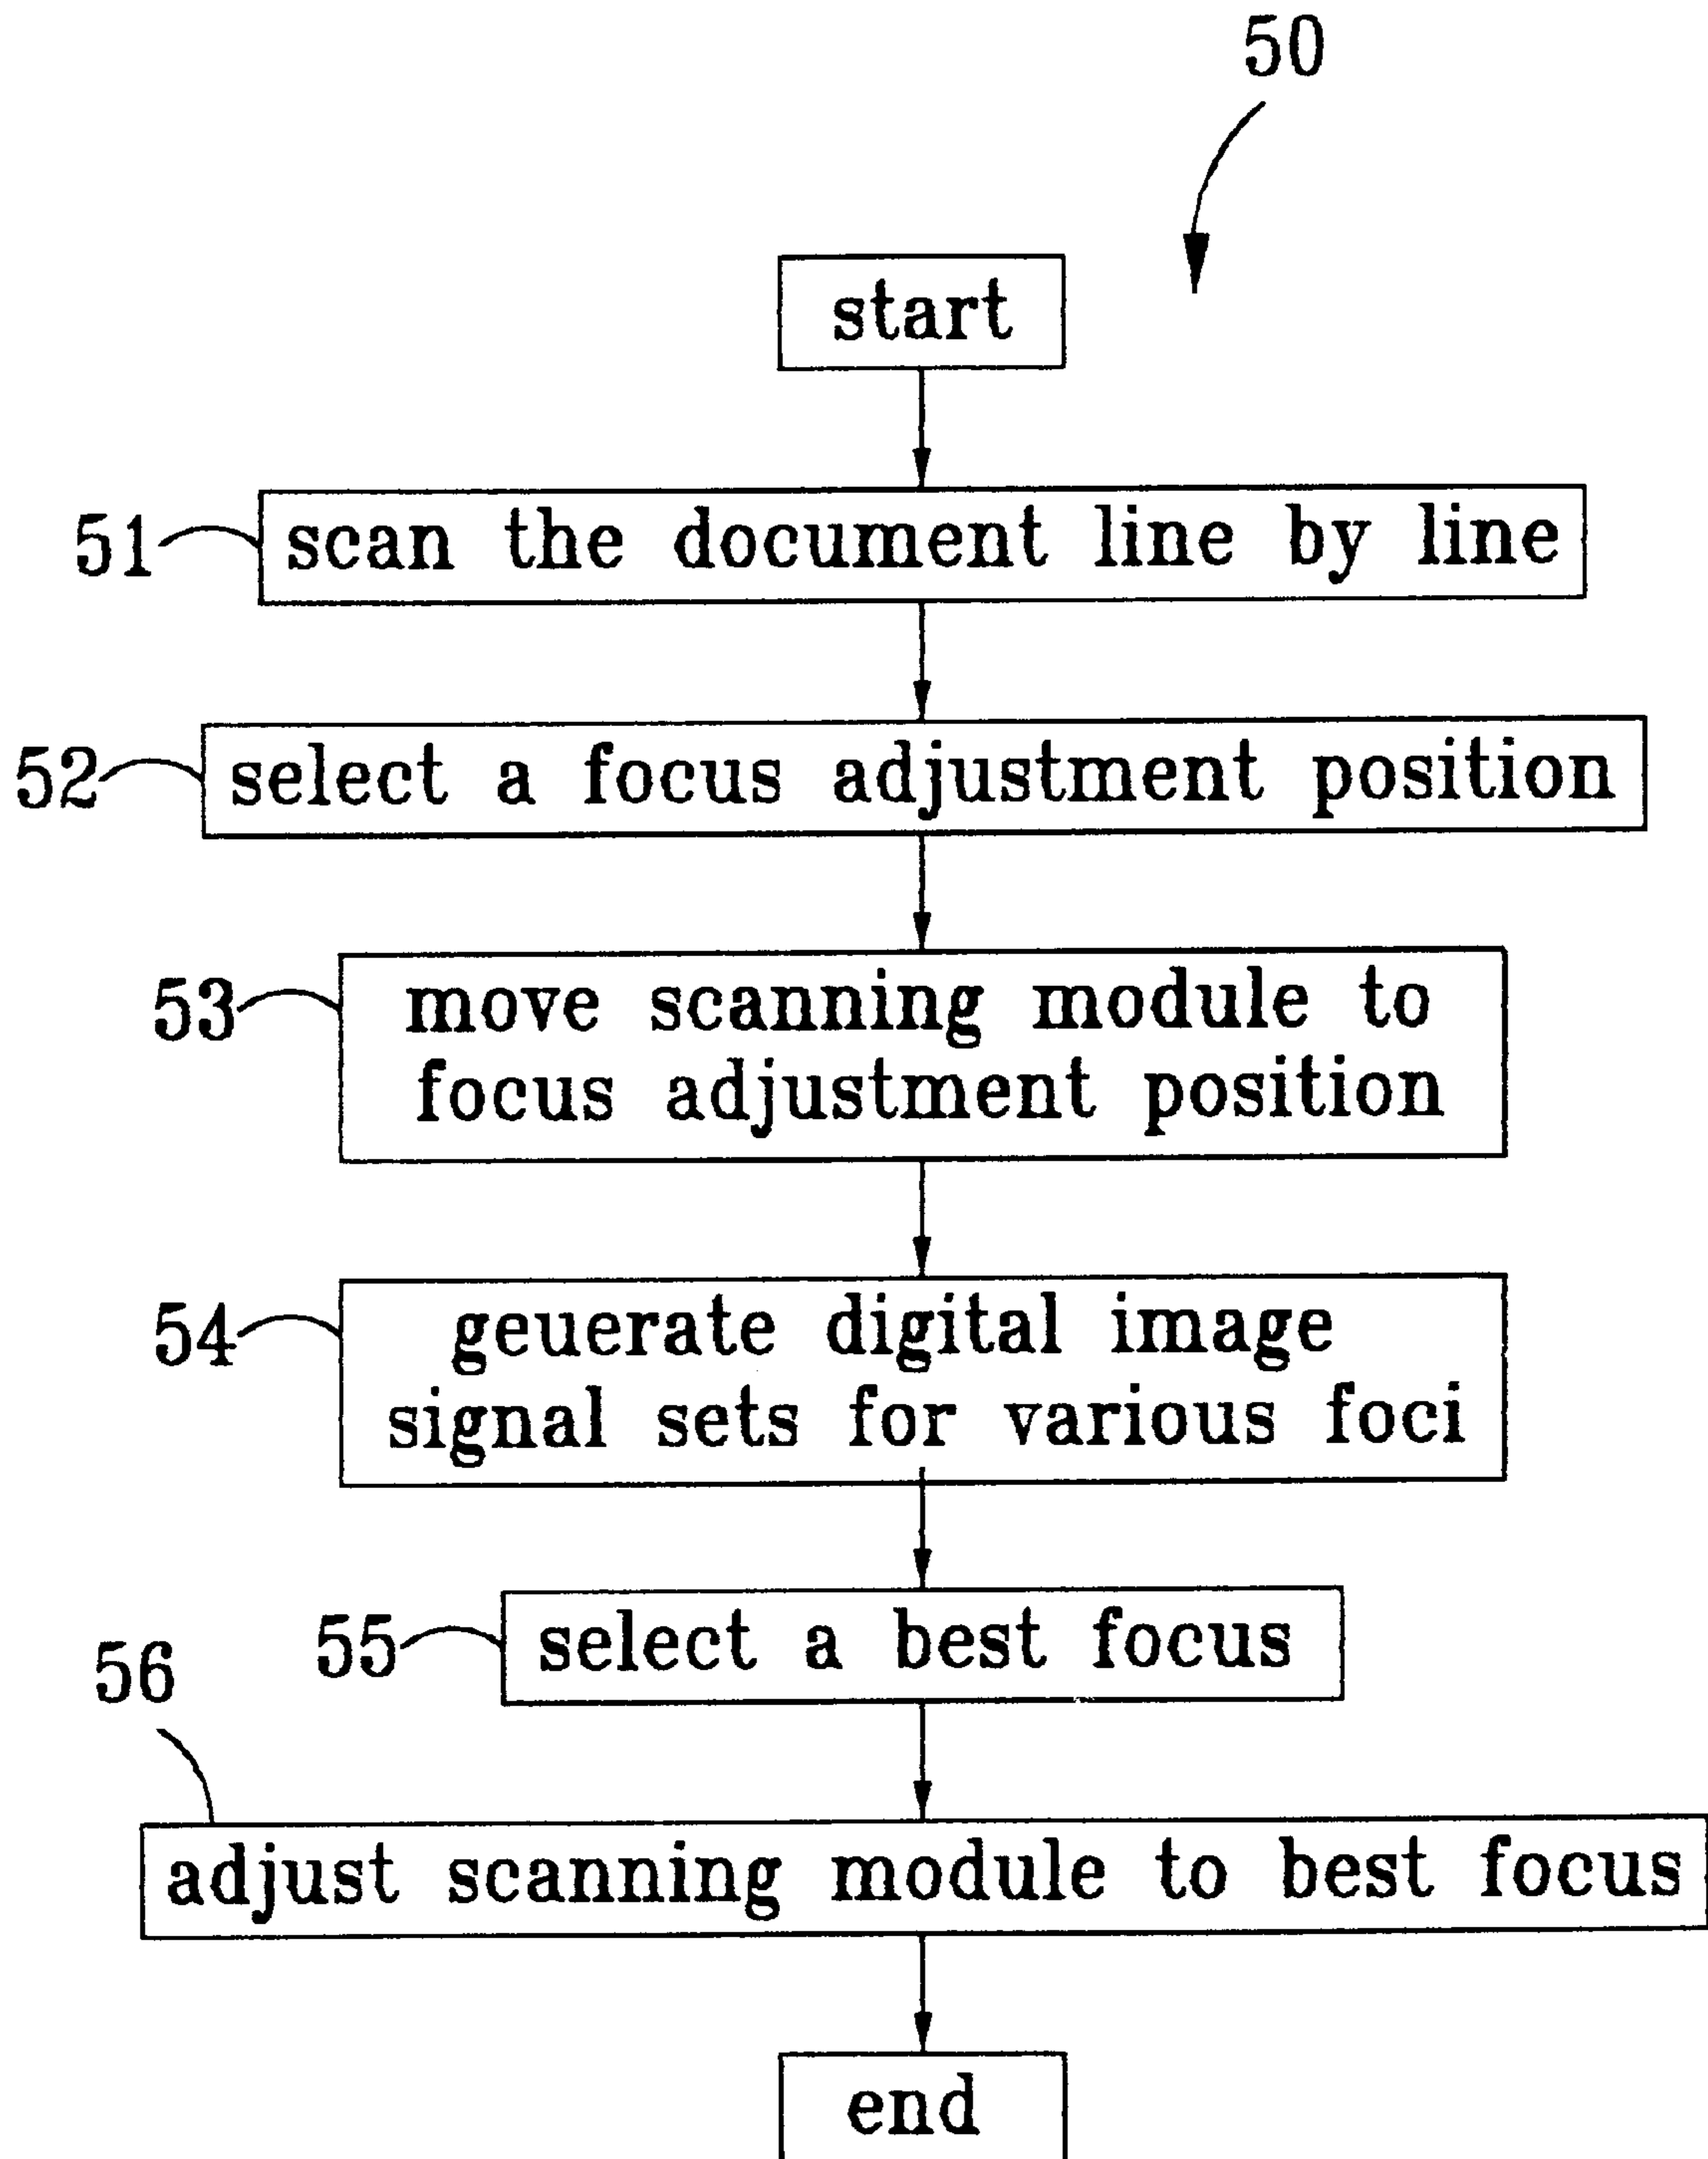 50
start
51 scan the document line by line
52 select a focus adjustment position
53 move scanning module to
focus adjustment position
54 geuerate digital image
signal sets for various foci
55 select a best focus
56
adjust scanning module to best focus
end